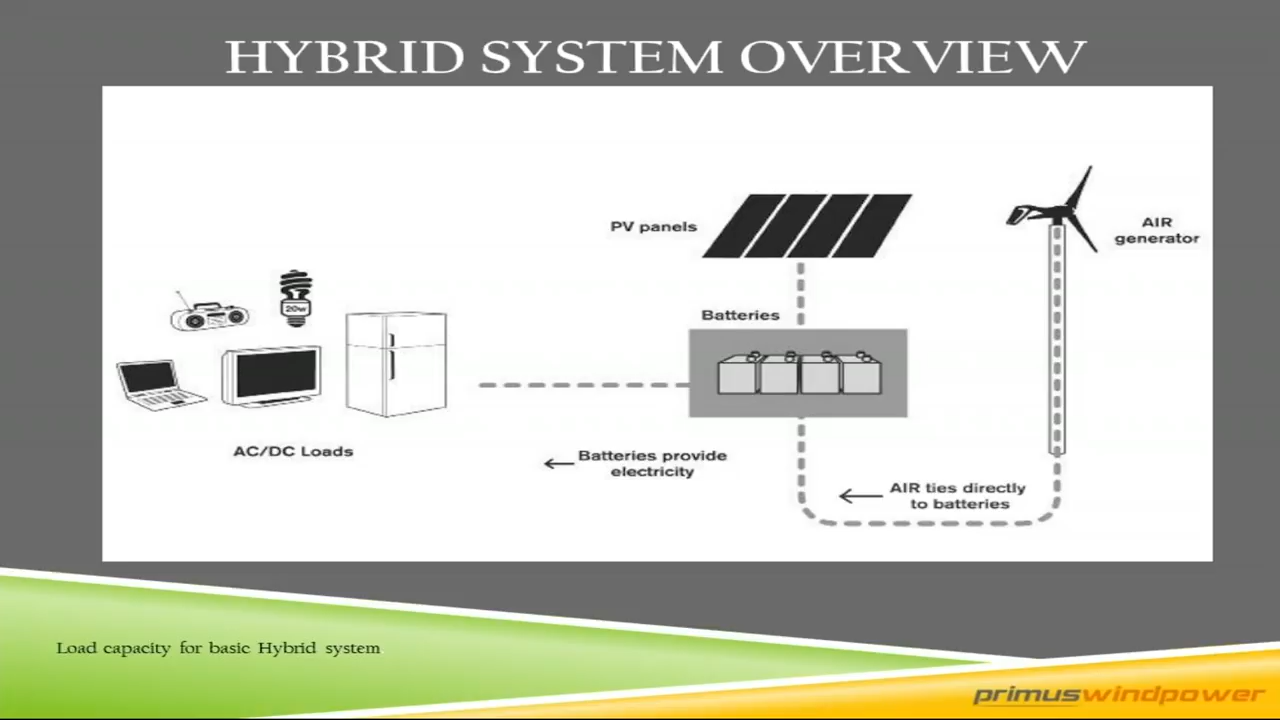 HYBRID SYSTEM OVERVIEW
PV panels
AIR
generator
Batteries
20w
AC/DC Loads
Batteries provide
electricity
AIR ties directly
to batteries
Load capacity for basic Hybrid system
primuswindpower